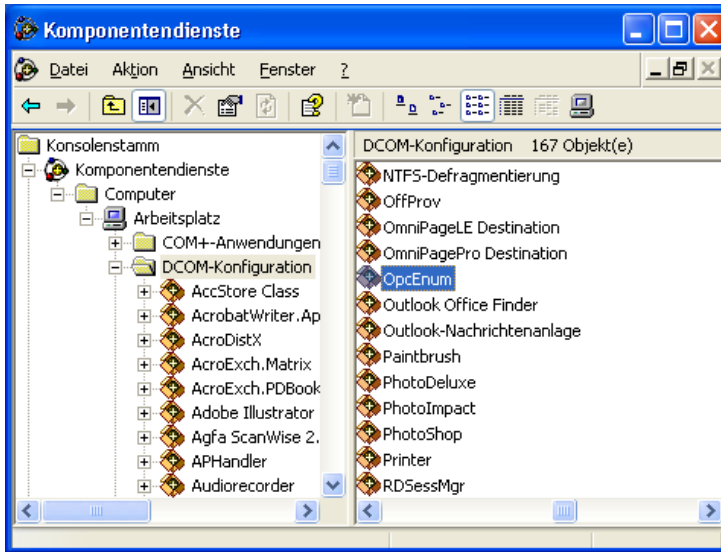 Komponentendienste
Datei Aktion Ansicht Fenster ?
Konsolenstamm
Komponentendienste
Computer
Arbeitsplatz
COM+-Anwendungen
DCOM-Konfiguration
AccStore Class
AcrobatWriter.Ap
AcroDistX
AcroExch.Matrix
AcroExch.PDBook
Adobe Illustrator
Agfa ScanWise 2.
APHandler
Audiorecorder
DCOM-Konfiguration 167 Objekt(e)
NTFS-Defragmentierung
OffProv
OmniPageLE Destination
OmniPagePro Destination
OpcEnum
Outlook Office Finder
Outlook-Nachrichtenanlage
Paintbrush
PhotoDeluxe
PhotoImpact
PhotoShop
Printer
RDSessMgr